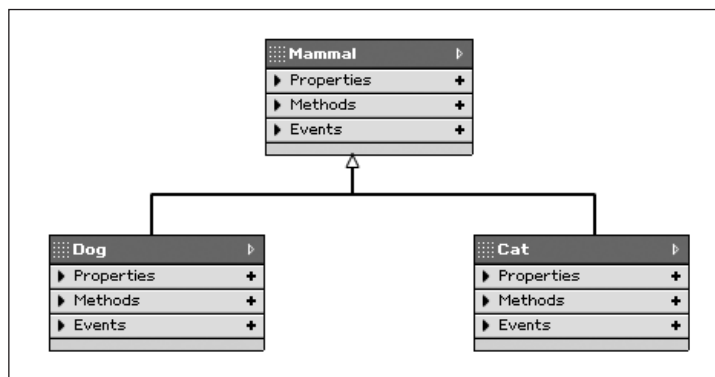 Mammal
Properties
Methods
Events
Dog
Properties
Methods
Events
Cat
Properties
Methods
Events